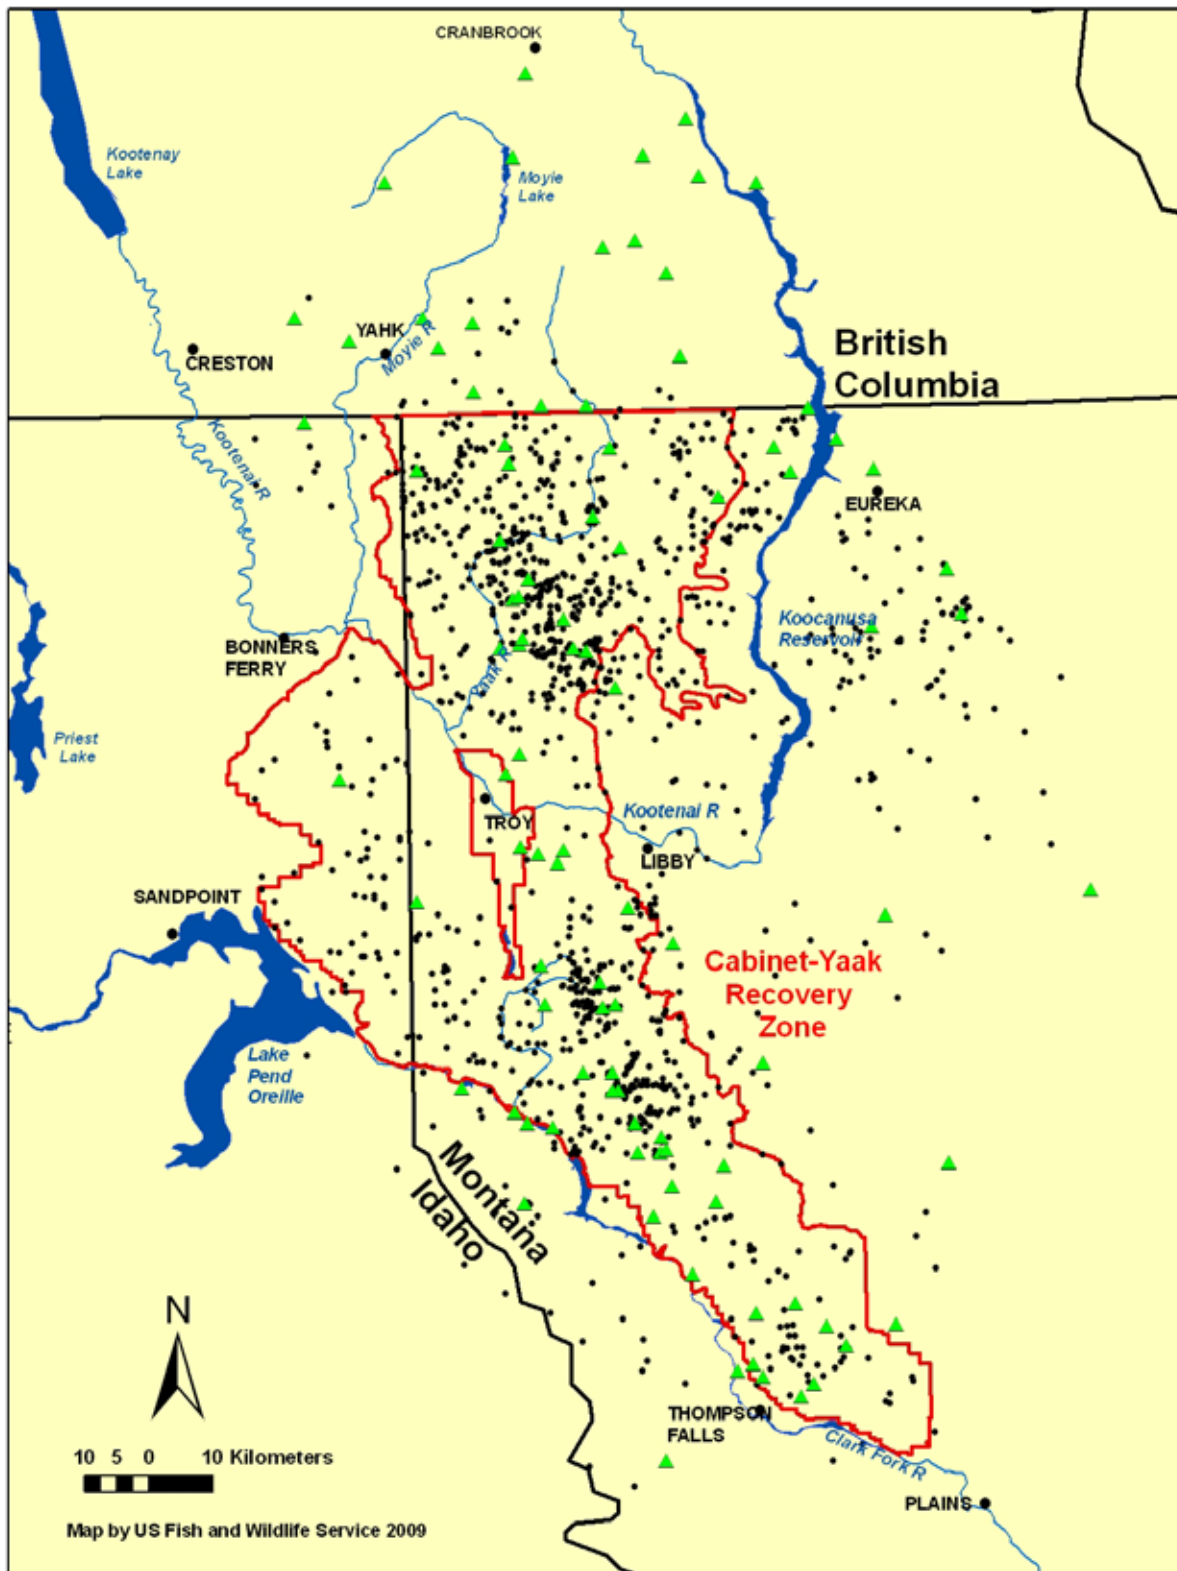 CRANBROOK
Kootenay
Lake
Moyie
Lake
YAHK
Moyie R
CRESTON
British
Columbia
Kootenai R
EUREKA
Koocanusa
Reservoir
BONNERS
FERRY
Yaak R
Priest
Lake
TROY
Kootenai R
LIBBY
SANDPOINT
Cabinet-Yaak
Recovery
Zone
Lake
Pend
Oreille
Montana
Idaho
N
THOMPSON
FALLS
Clark Fork R
10 5 0 10 Kilometers
PLAINS
Map by US Fish and Wildlife Service 2009